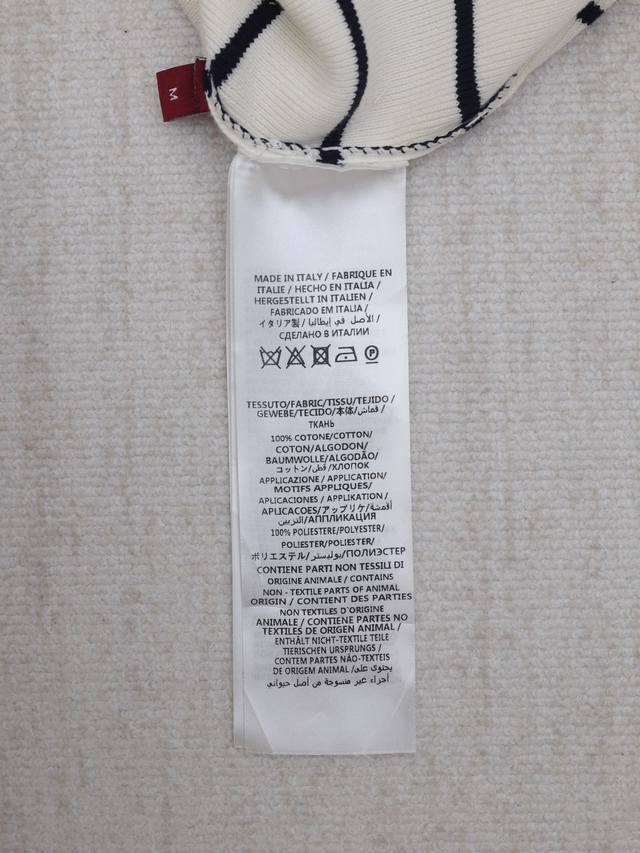 M
MADE IN ITALY / FABRIQUE EN
ITALIE / HECHO EN ITALIA /
HERGESTELLT IN ITALIEN /
FABRICADO EM ITALIA /
イタリア製 / الأصل في إيطاليا /
СДЕЛАНО В ИТАЛИИ
P
TESSUTO/FABRIC/TISSU/TEJIDO /
GEWEBE/TECIDO/本体/قماش/
ТКАНЬ
100% COTONE/COTTON/
COTON/ALGODON/
BAUMWOLLE/ALGODÃO/
コットン/قطن/ХЛОПОК
APPLICAZIONE / APPLICATION/
MOTIFS APPLIQUES/
APLICACIONES / APPLIKATION/
APLICACOES/アップリケ/أقمشة
التزيين/АППЛИКАЦИЯ
100% POLIESTERE/POLYESTER/
POLIESTER/POLIESTER/
ポリエステル/بوليستر/ПОЛИЭСТЕР
CONTIENE PARTI NON TESSILI DI
ORIGINE ANIMALE / CONTAINS
NON - TEXTILE PARTS OF ANIMAL
ORIGIN / CONTIENT DES PARTIES
NON TEXTILES D'ORIGINE
ANIMALE / CONTIENE PARTES NO
TEXTILES DE ORIGEN ANIMAL /
ENTHÄLT NICHT-TEXTILE TEILE
TIERISCHEN URSPRUNGS /
CONTEM PARTES NÃO-TEXTEIS
DE ORIGEM ANIMAL /يحتوي على
أجزاء غير منسوجة من أصل حيواني